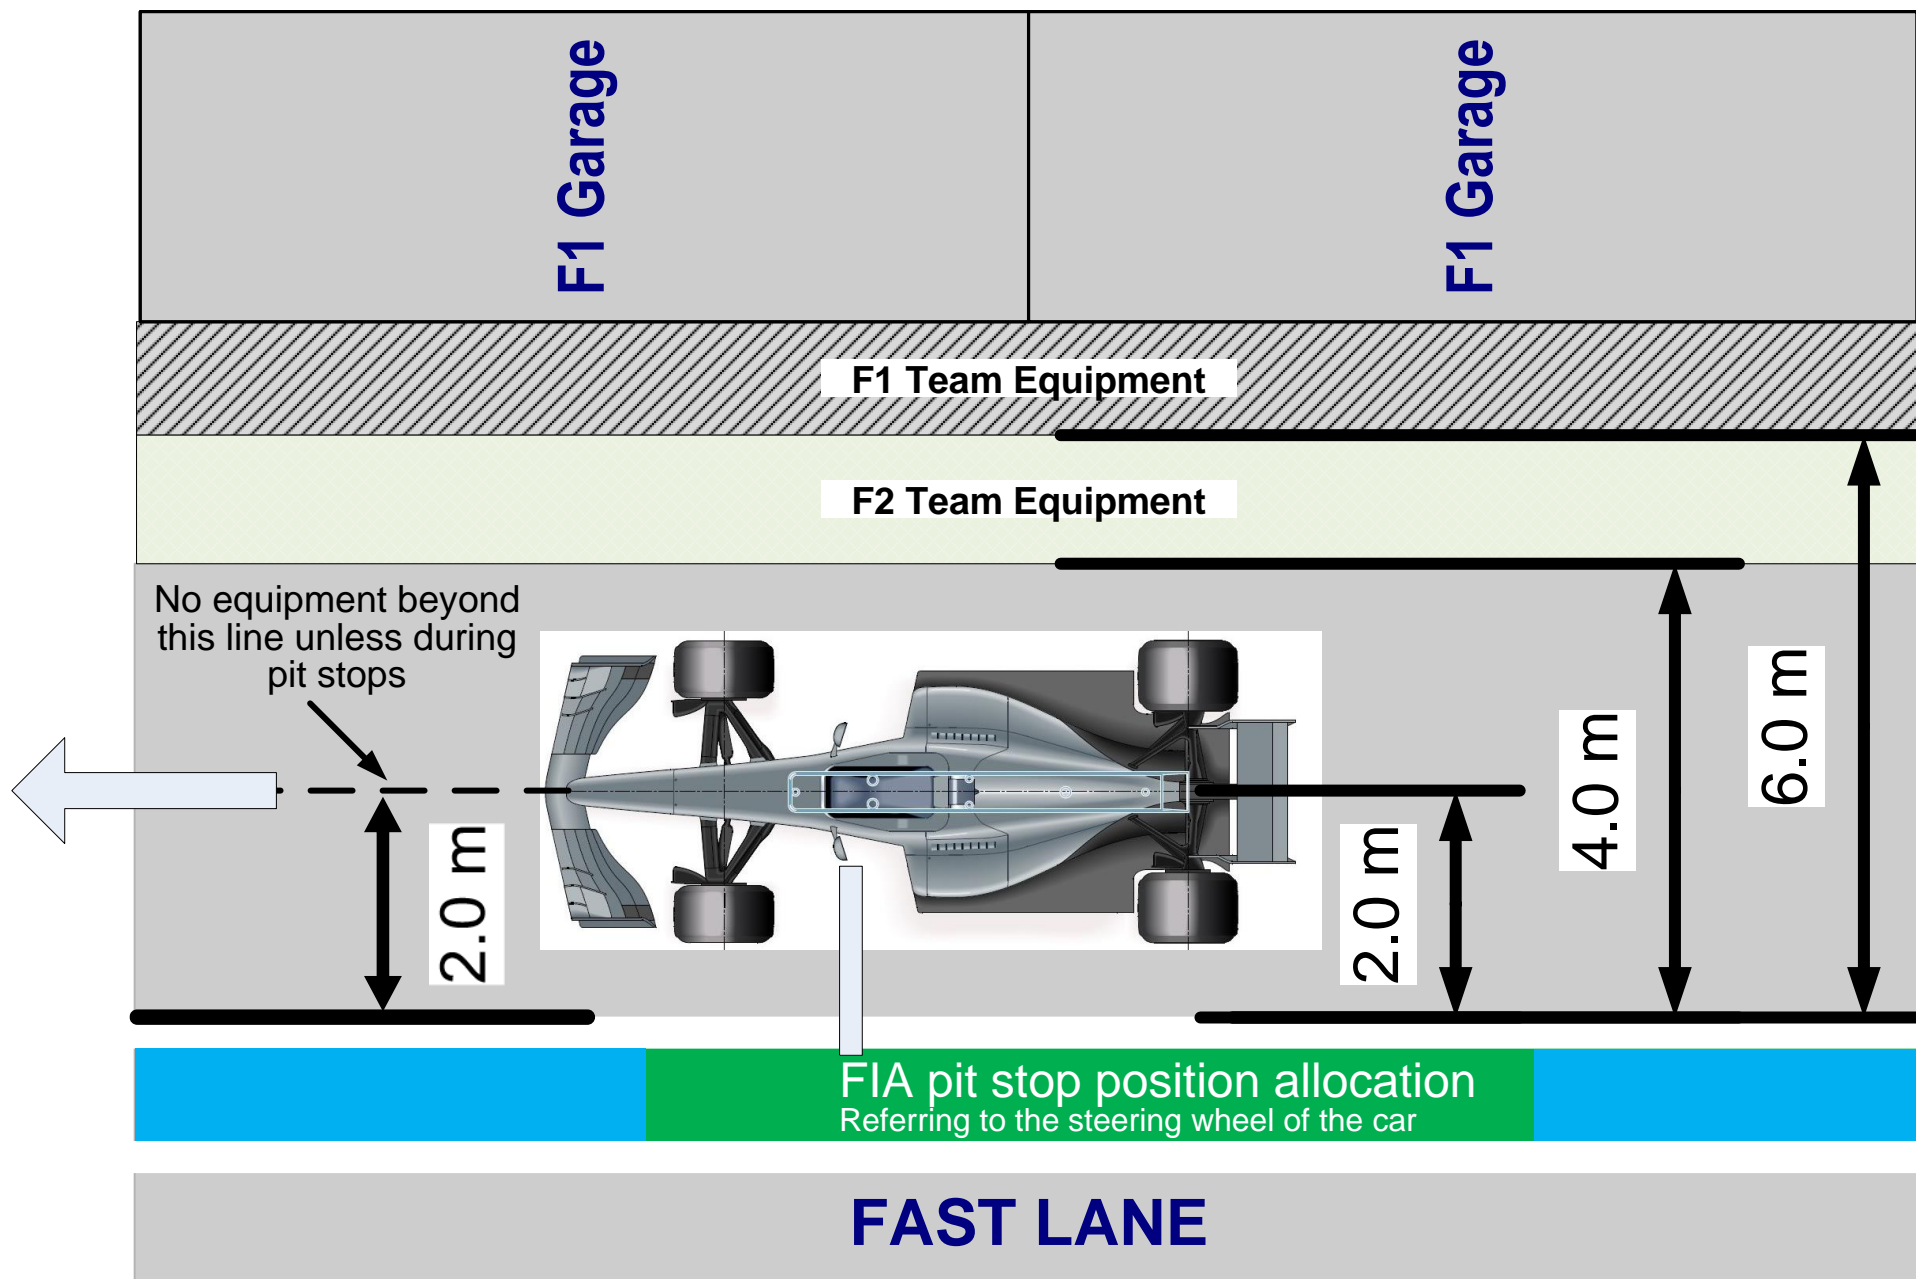 F1 Garage
F1 Garage
F1 Team Equipment
F2 Team Equipment
No equipment beyond
this line unless during
pit stops
2.0 m
2.0 m
4.0 m
6.0 m
FIA pit stop position allocation
Referring to the steering wheel of the car
FAST LANE